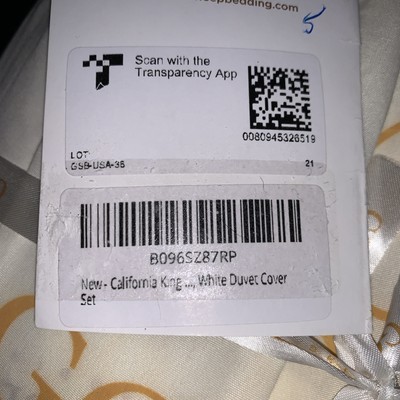 5
Scan with the
Transparency App
0080945326519
LOT
GSB-USA-35
21
B096SZ87RP
New - California King ..., White Duvet Cover
Set